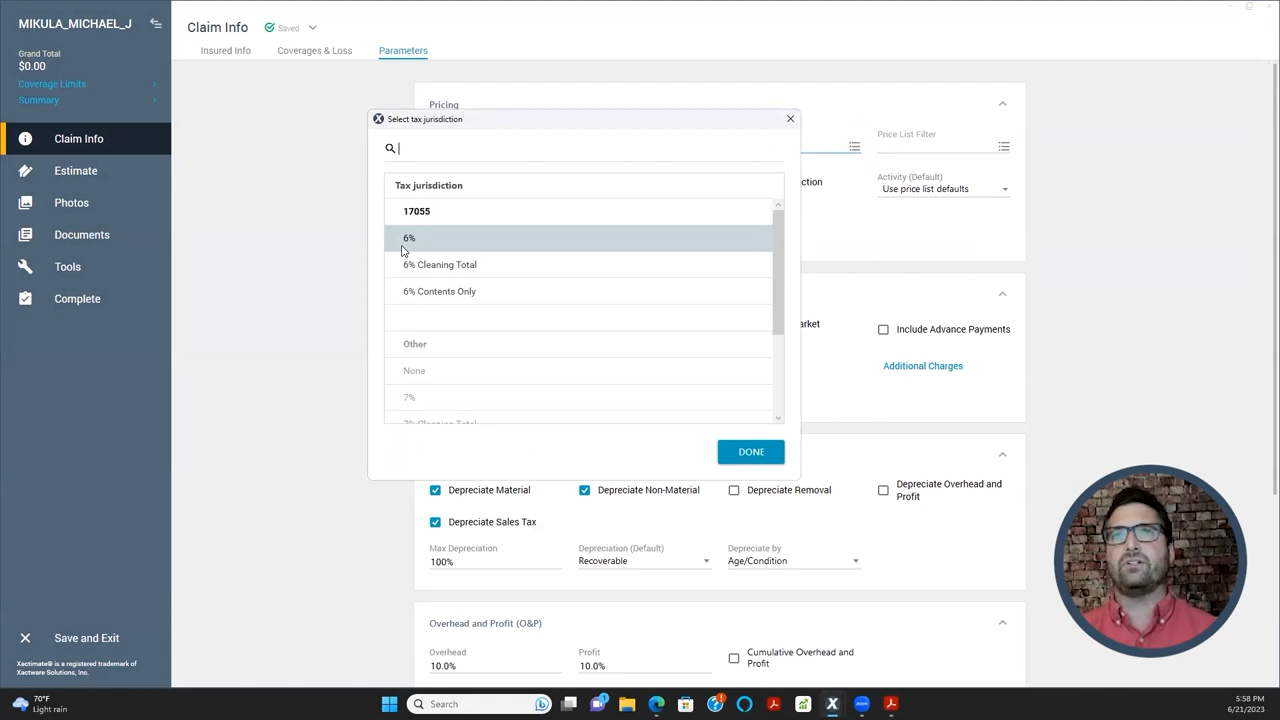 MIKULA_MICHAEL_J
Grand Total
$0.00
Coverage Limits
Summary
Claim Info
Estimate
Photos
Documents
Tools
Complete
Save and Exit
Xactimate® is a registered trademark of
Xactware Solutions, Inc.
Claim Info
Saved
Insured Info
Coverages & Loss
Parameters
Pricing
Price List Filter
ction
Activity (Default)
Use price list defaults
Select tax jurisdiction
Tax jurisdiction
17055
6%
6% Cleaning Total
6% Contents Only
Other
None
7%
7% Cleaning Total
DONE
arket
Include Advance Payments
Additional Charges
Depreciate Material
Depreciate Non-Material
Depreciate Removal
Depreciate Overhead and
Profit
Depreciate Sales Tax
Max Depreciation
100%
Depreciation (Default)
Recoverable
Depreciate by
Age/Condition
Overhead and Profit (O&P)
Overhead
10.0%
Profit
10.0%
Cumulative Overhead and
Profit
70°F
Light rain
Search
5:58 PM
6/21/2023